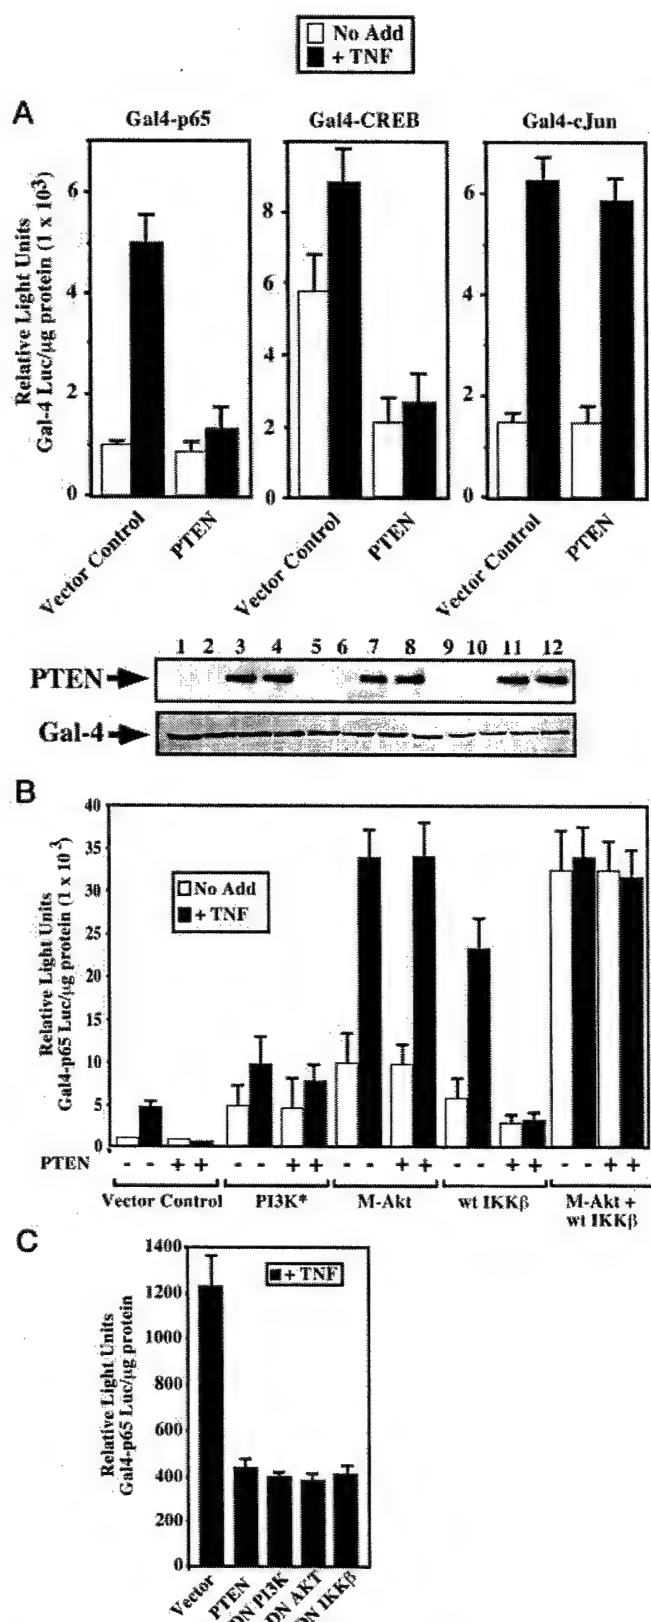 No Add
+ TNF
A
Gal4-p65
Gal4-CREB
Gal4-cJun
Relative Light Units
Gal-4 Luc/µg protein (1 x 10³)
6
4
2
0
8
6
4
2
0
6
4
2
0
Vector Control
PTEN
Vector Control
PTEN
Vector Control
PTEN
1 2 3 4 5 6 7 8 9 10 11 12
PTEN
Gal-4
B
Relative Light Units
Gal4-p65 Luc/µg protein (1 x 10⁻³)
40
35
30
25
20
15
10
5
0
No Add
+ TNF
PTEN - - + + - - + + - - + + - - + + - - + +
Vector Control
PI3K*
M-Akt
wt IKKβ
M-Akt +
wt IKKβ
C
Relative Light Units
Gal4-p65 Luc/µg protein
1400
1200
1000
800
600
400
200
0
+ TNF
Vector
PTEN
DN PI3K
DN AKT
DN IKKβ